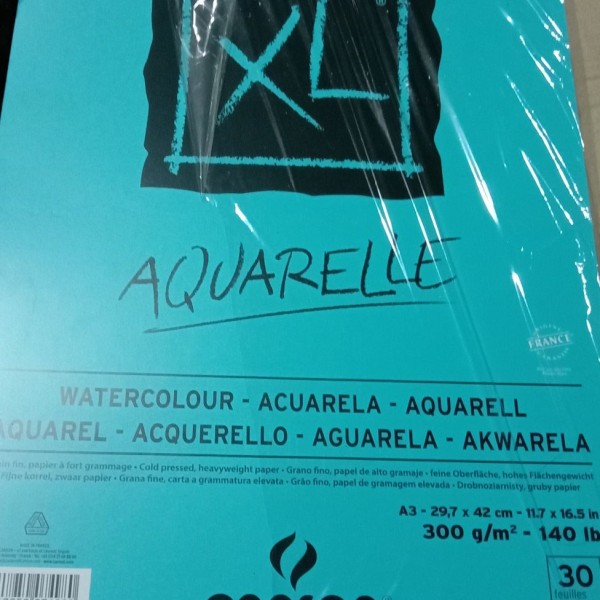 XL
®
AQUARELLE
FRANCE
WATERCOLOUR - ACUARELA - AQUARELL
AQUAREL - ACQUERELLO - AGUARELA - AKWARELA
fin, papier à fort grammage • Cold pressed, heavyweight paper • Grano fino, papel de alto gramaje • feine Oberfläche, hohes Flächengewicht
Fijne korrel, zwaar papier • Grana fine, carta a grammatura elevata • Grão fino, papel de gramagem elevada • Drobnoziarnisty, gruby papier
A3 - 29,7 x 42 cm - 11.7 x 16.5 in
300 g/m² - 140 lb
30
feuilles